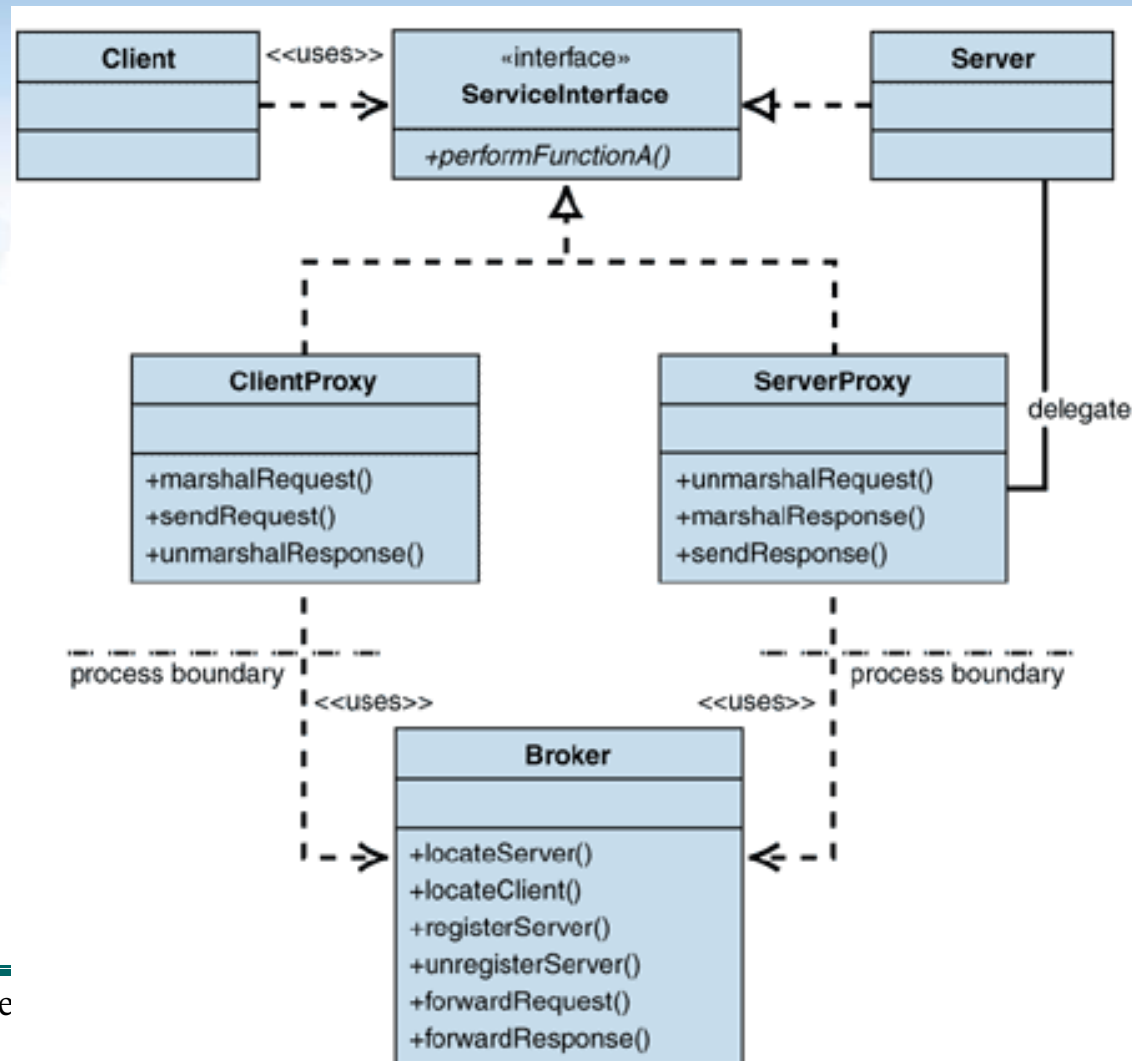 Client
<<uses>>
«interface»
ServiceInterface
+performFunctionA()
Server
ClientProxy
+marshalRequest()
+sendRequest()
+unmarshalResponse()
ServerProxy
+unmarshalRequest()
+marshalResponse()
+sendResponse()
delegate
process boundary
process boundary
<<uses>>
<<uses>>
Broker
+locateServer()
+locateClient()
+registerServer()
+unregisterServer()
+forwardRequest()
+forwardResponse()